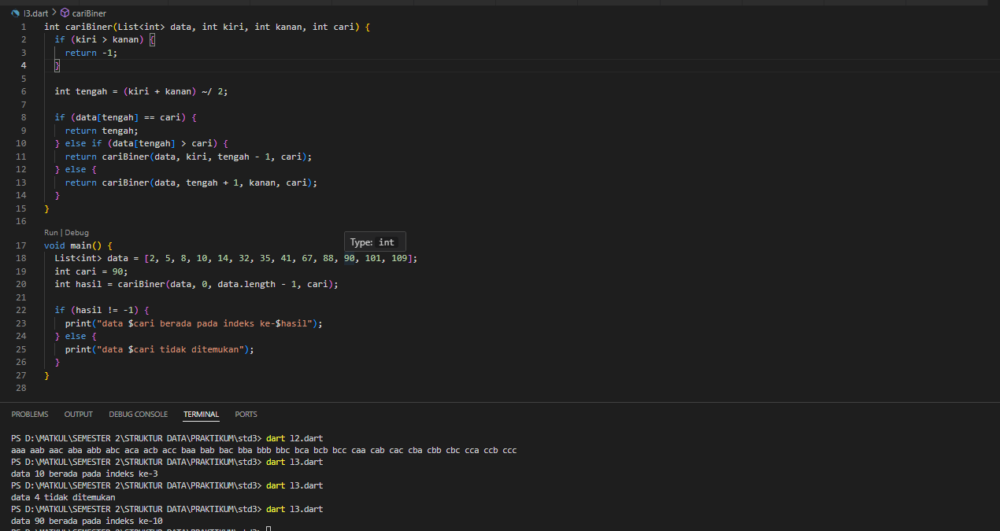 l3.dart > cariBiner
1 int cariBiner(List<int> data, int kiri, int kanan, int cari) {
2 if (kiri > kanan) {
3 return -1;
4 }
5
6 int tengah = (kiri + kanan) ~/ 2;
7
8 if (data[tengah] == cari) {
9 return tengah;
10 } else if (data[tengah] > cari) {
11 return cariBiner(data, kiri, tengah - 1, cari);
12 } else {
13 return cariBiner(data, tengah + 1, kanan, cari);
14 }
15 }
16
Run | Debug
Type: int
17 void main() {
18 List<int> data = [2, 5, 8, 10, 14, 32, 35, 41, 67, 88, 90, 101, 109];
19 int cari = 90;
20 int hasil = cariBiner(data, 0, data.length - 1, cari);
21
22 if (hasil != -1) {
23 print("data $cari berada pada indeks ke-$hasil");
24 } else {
25 print("data $cari tidak ditemukan");
26 }
27 }
28
PROBLEMS OUTPUT DEBUG CONSOLE TERMINAL PORTS
PS D:\MATKUL\SEMESTER 2\STRUKTUR DATA\PRAKTIKUM\std3> dart l2.dart
aaa aab aac aba abb abc aca acb acc baa bab bac bba bbb bbc bca bcb bcc caa cab cac cba cbb cbc cca ccb ccc
PS D:\MATKUL\SEMESTER 2\STRUKTUR DATA\PRAKTIKUM\std3> dart l3.dart
data 10 berada pada indeks ke-3
PS D:\MATKUL\SEMESTER 2\STRUKTUR DATA\PRAKTIKUM\std3> dart l3.dart
data 4 tidak ditemukan
PS D:\MATKUL\SEMESTER 2\STRUKTUR DATA\PRAKTIKUM\std3> dart l3.dart
data 90 berada pada indeks ke-10
PS D:\MATKUL\SEMESTER 2\STRUKTUR DATA\PRAKTIKUM\std3>